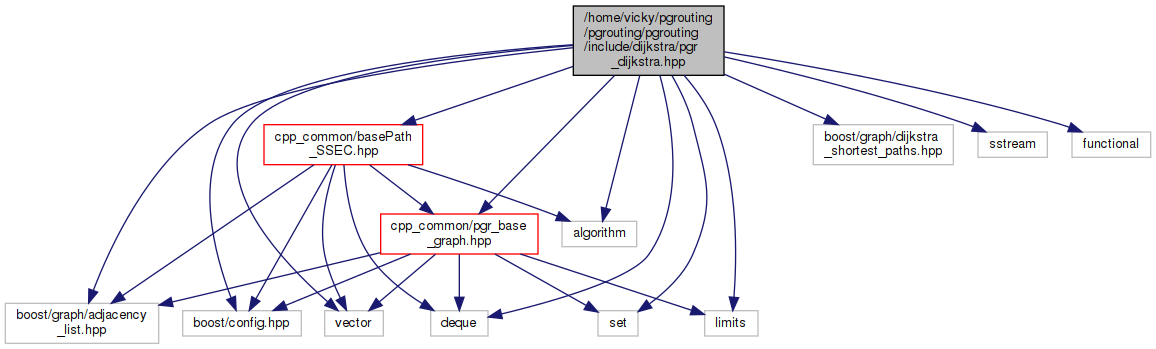 /home/vicky/pgrouting
/pgrouting/pgrouting
/include/dijkstra/pgr
_dijkstra.hpp
cpp_common/basePath
_SSEC.hpp
boost/graph/dijkstra
_shortest_paths.hpp
sstream
functional
cpp_common/pgr_base
_graph.hpp
algorithm
boost/graph/adjacency
_list.hpp
boost/config.hpp
vector
deque
set
limits